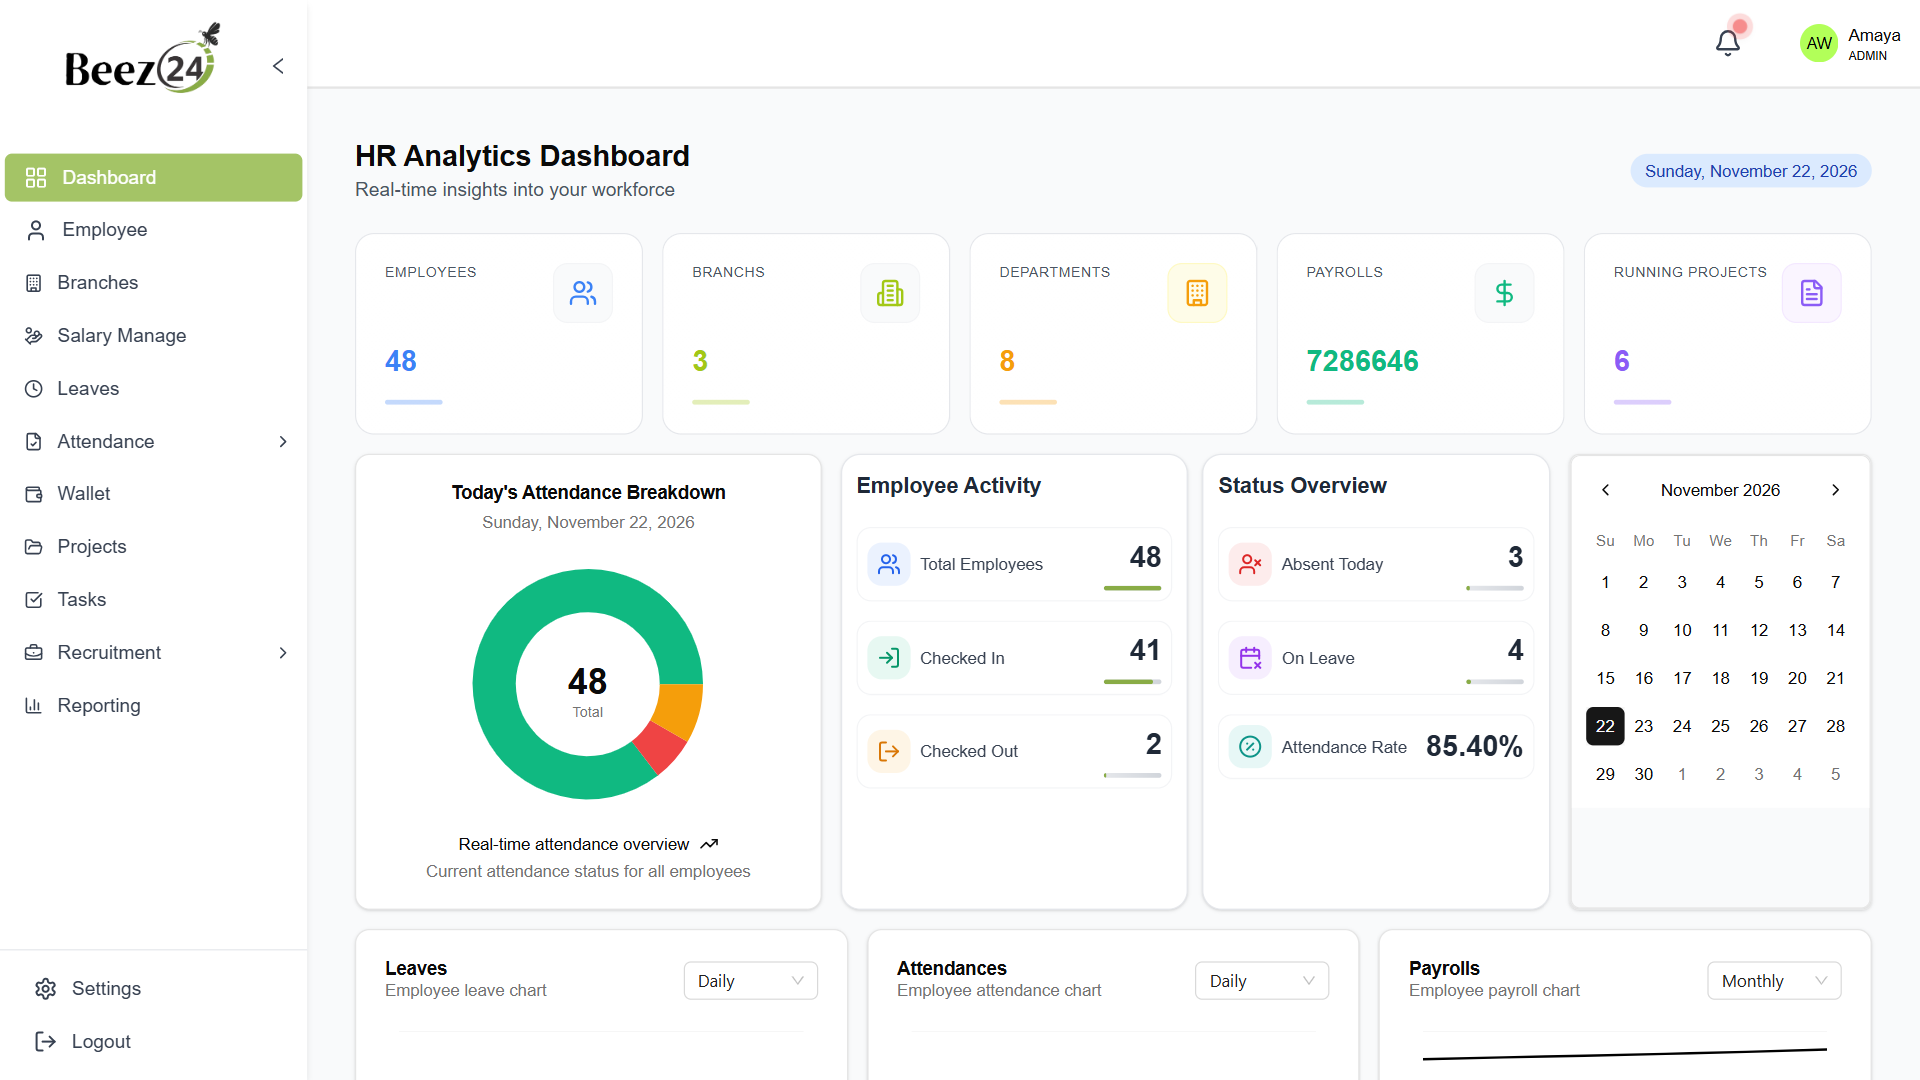 Beez24
Dashboard
Employee
Branches
Salary Manage
Leaves
Attendance
Wallet
Projects
Tasks
Recruitment
Reporting
Settings
Logout
AW
Amaya
ADMIN
HR Analytics Dashboard
Real-time insights into your workforce
Sunday, November 22, 2026
EMPLOYEES
48
BRANCHS
3
DEPARTMENTS
8
PAYROLLS
7286646
RUNNING PROJECTS
6
Today's Attendance Breakdown
Sunday, November 22, 2026
48
Total
Real-time attendance overview
Current attendance status for all employees
Employee Activity
Total Employees
48
Checked In
41
Checked Out
2
Status Overview
Absent Today
3
On Leave
4
Attendance Rate
85.40%
November 2026
Su Mo Tu We Th Fr Sa
1 2 3 4 5 6 7
8 9 10 11 12 13 14
15 16 17 18 19 20 21
22 23 24 25 26 27 28
29 30 1 2 3 4 5
Leaves
Employee leave chart
Daily
Attendances
Employee attendance chart
Daily
Payrolls
Employee payroll chart
Monthly